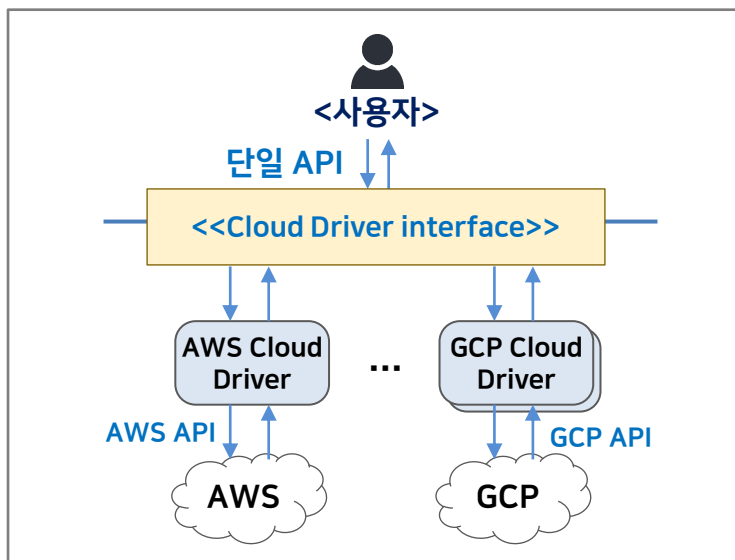 <사용자>
단일 API
<<Cloud Driver interface>>
AWS Cloud
Driver
...
GCP Cloud
Driver
AWS API
GCP API
AWS
GCP